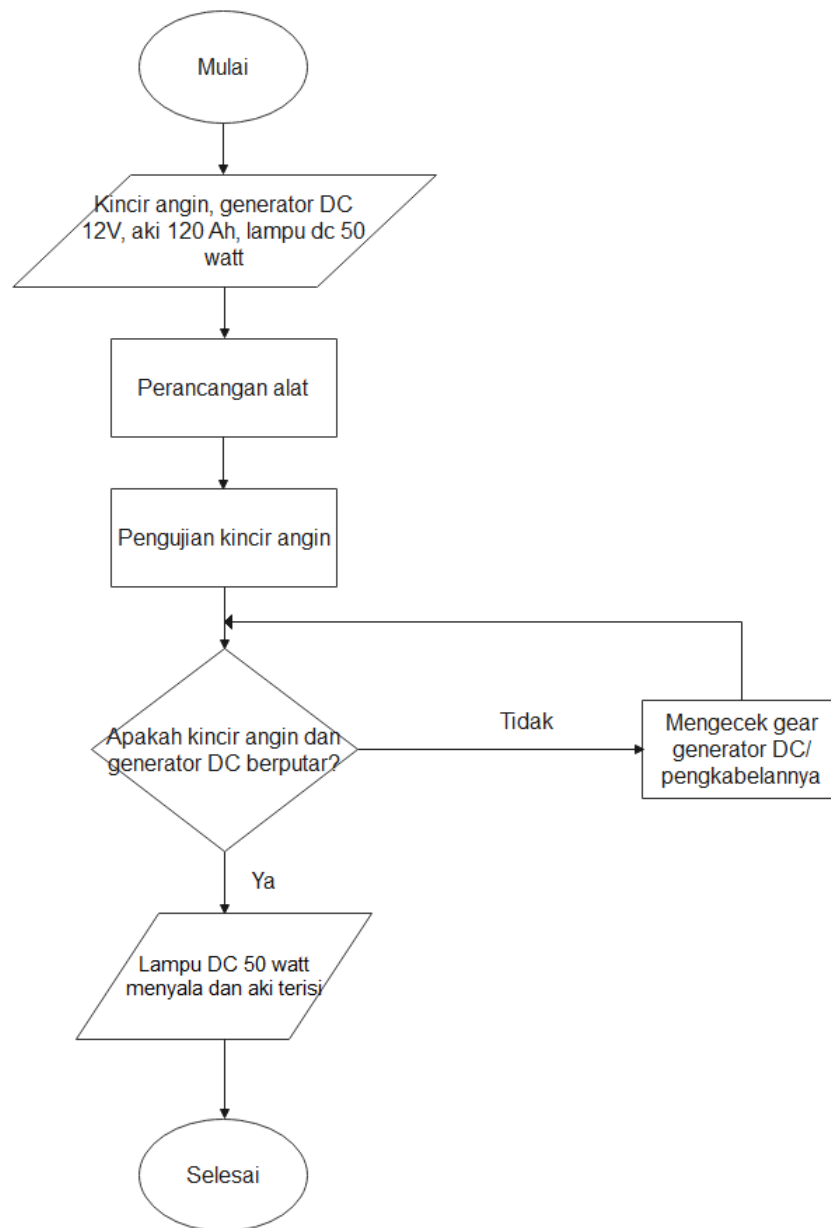 Mulai
Kincir angin, generator DC
12V, aki 120 Ah, lampu dc 50
watt
Perancangan alat
Pengujian kincir angin
Apakah kincir angin dan
generator DC berputar?
Tidak
Mengecek gear
generator DC/
pengkabelannya
Ya
Lampu DC 50 watt
menyala dan aki terisi
Selesai